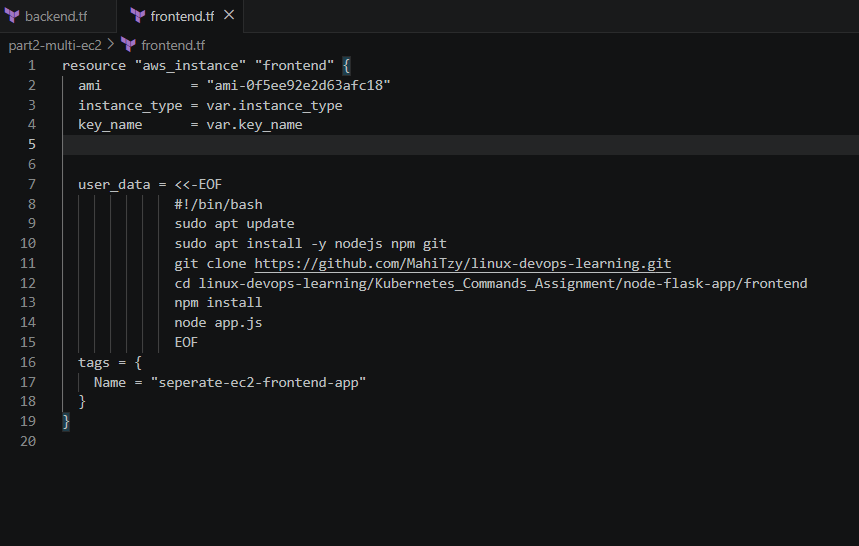 backend.tf
frontend.tf
part2-multi-ec2 > frontend.tf
1 resource "aws_instance" "frontend" {
2 ami = "ami-0f5ee92e2d63afc18"
3 instance_type = var.instance_type
4 key_name = var.key_name
5
6
7 user_data = <<-EOF
8 #!/bin/bash
9 sudo apt update
10 sudo apt install -y nodejs npm git
11 git clone https://github.com/MahiTzy/linux-devops-learning.git
12 cd linux-devops-learning/Kubernetes_Commands_Assignment/node-flask-app/frontend
13 npm install
14 node app.js
15 EOF
16 tags = {
17 Name = "seperate-ec2-frontend-app"
18 }
19 }
20